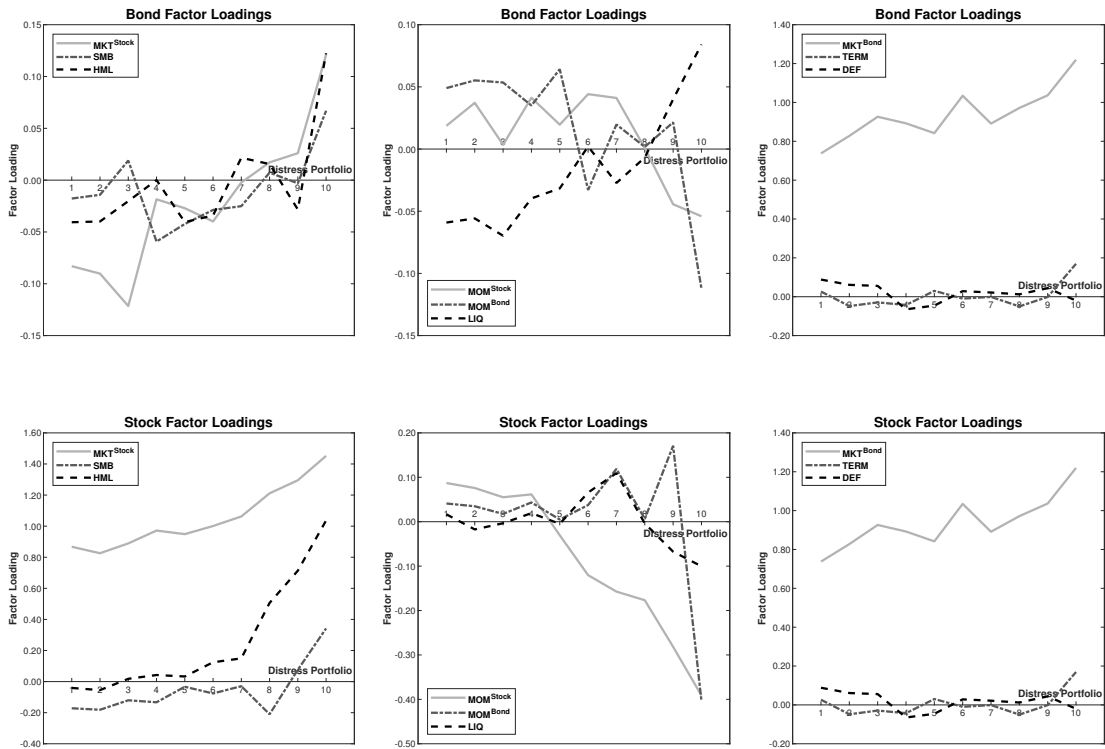 Bond Factor Loadings
0.15
0.10
0.05
0.00
-0.05
-0.10
-0.15
Factor Loading
MKT^Stock
SMB
HML
Distress Portfolio
1 2 3 4 5 6 7 8 9 10
Bond Factor Loadings
0.10
0.05
0.00
-0.05
-0.10
-0.15
Factor Loading
1 2 3 4 5 6 7 8 9 10
Distress Portfolio
MOM^Stock
MOM^Bond
LIQ
Bond Factor Loadings
1.40
1.20
1.00
0.80
0.60
0.40
0.20
0.00
-0.20
Factor Loading
MKT^Bond
TERM
DEF
Distress Portfolio
1 2 3 4 5 6 7 8 9 10
Stock Factor Loadings
1.60
1.40
1.20
1.00
0.80
0.60
0.40
0.20
0.00
-0.20
-0.40
Factor Loading
MKT^Stock
SMB
HML
Distress Portfolio
1 2 3 4 5 6 7 8 9 10
Stock Factor Loadings
0.20
0.10
0.00
-0.10
-0.20
-0.30
-0.40
-0.50
Factor Loading
1 2 3 4 5 6 7 8 9 10
Distress Portfolio
MOM^Stock
MOM^Bond
LIQ
Stock Factor Loadings
1.40
1.20
1.00
0.80
0.60
0.40
0.20
0.00
-0.20
Factor Loading
MKT^Bond
TERM
DEF
Distress Portfolio
1 2 3 4 5 6 7 8 9 10